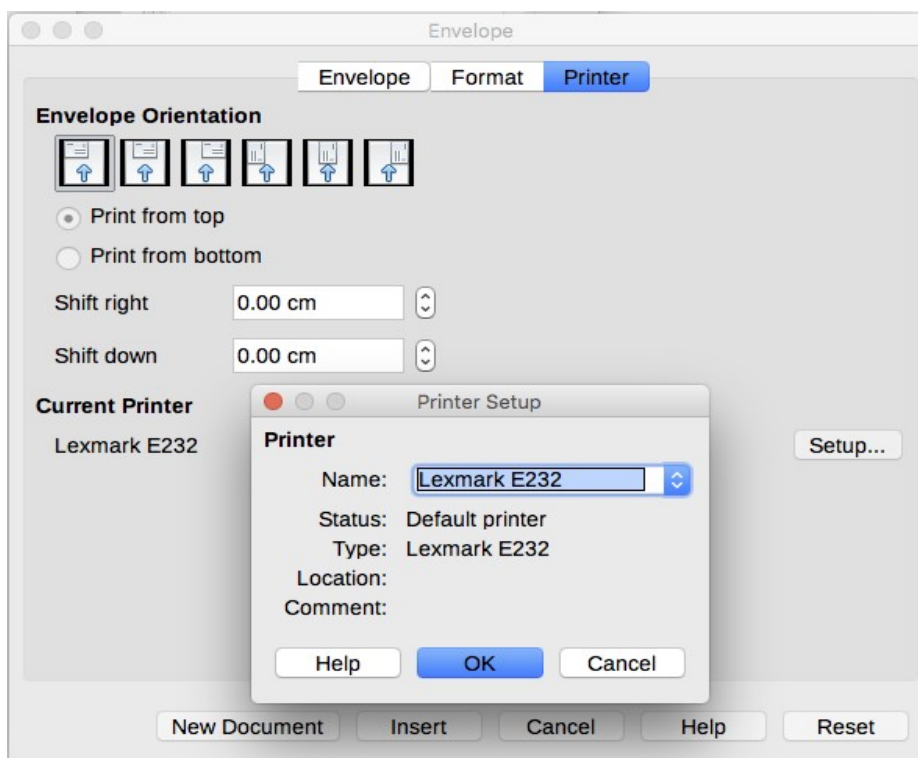 Envelope
Envelope Format Printer
Envelope Orientation
Print from top
Print from bottom
Shift right 0.00 cm
Shift down 0.00 cm
Current Printer
Lexmark E232 Setup...
Printer Setup
Printer
Name: Lexmark E232
Status: Default printer
Type: Lexmark E232
Location:
Comment:
Help OK Cancel
New Document Insert Cancel Help Reset